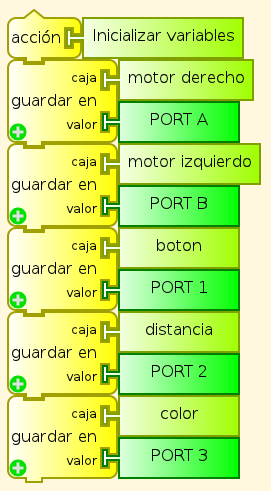 acción Inicializar variables
caja motor derecho
guardar en
valor PORT A
caja motor izquierdo
guardar en
valor PORT B
caja boton
guardar en
valor PORT 1
caja distancia
guardar en
valor PORT 2
caja color
guardar en
valor PORT 3